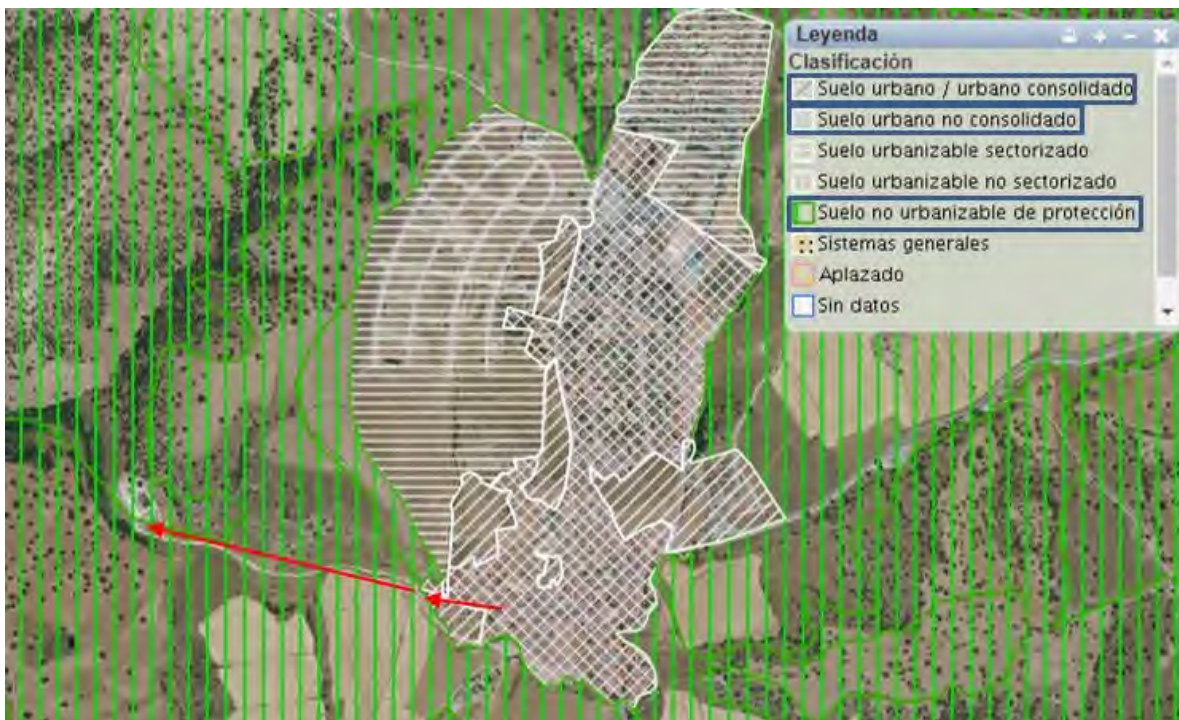 Leyenda
Clasificación
Suelo urbano / urbano consolidado
Suelo urbano no consolidado
Suelo urbanizable sectorizado
Suelo urbanizable no sectorizado
Suelo no urbanizable de protección
Sistemas generales
Aplazado
Sin datos